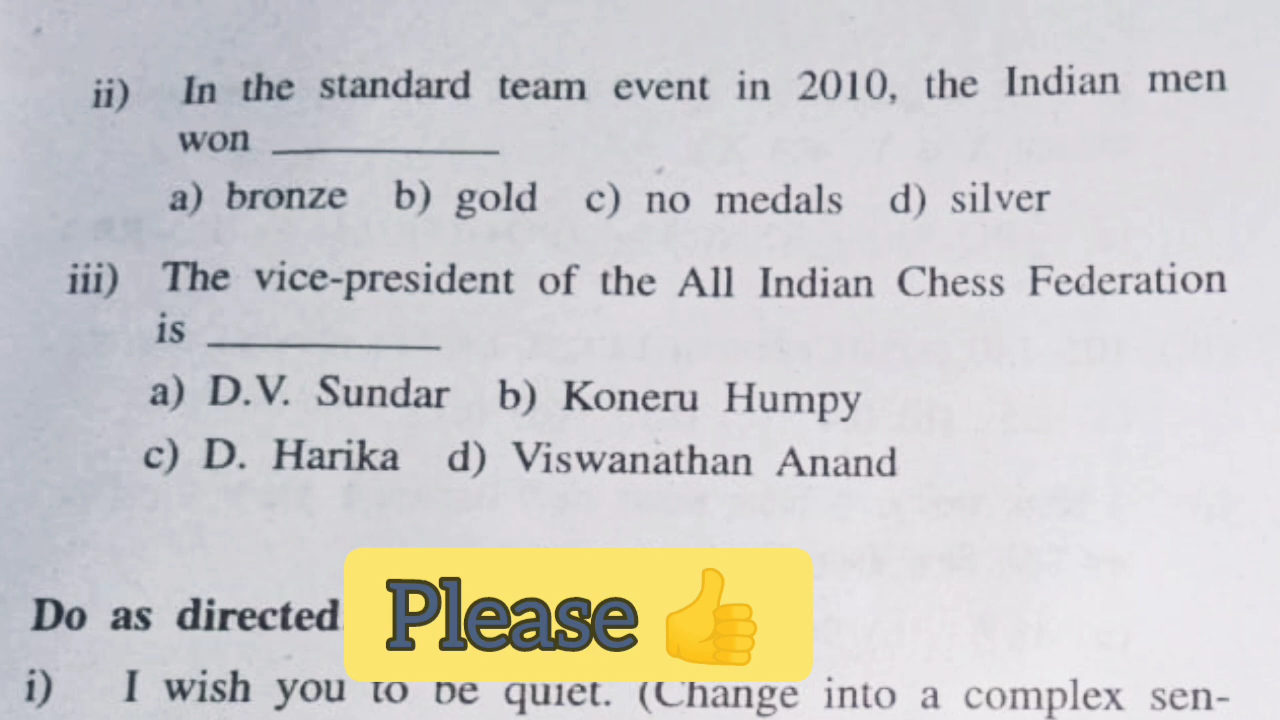 ii) In the standard team event in 2010, the Indian men
won __________
a) bronze b) gold c) no medals d) silver
iii) The vice-president of the All Indian Chess Federation
is __________
a) D.V. Sundar b) Koneru Humpy
c) D. Harika d) Viswanathan Anand
Do as directed
Please 👍
i) I wish you to be quiet. (Change into a complex sen-